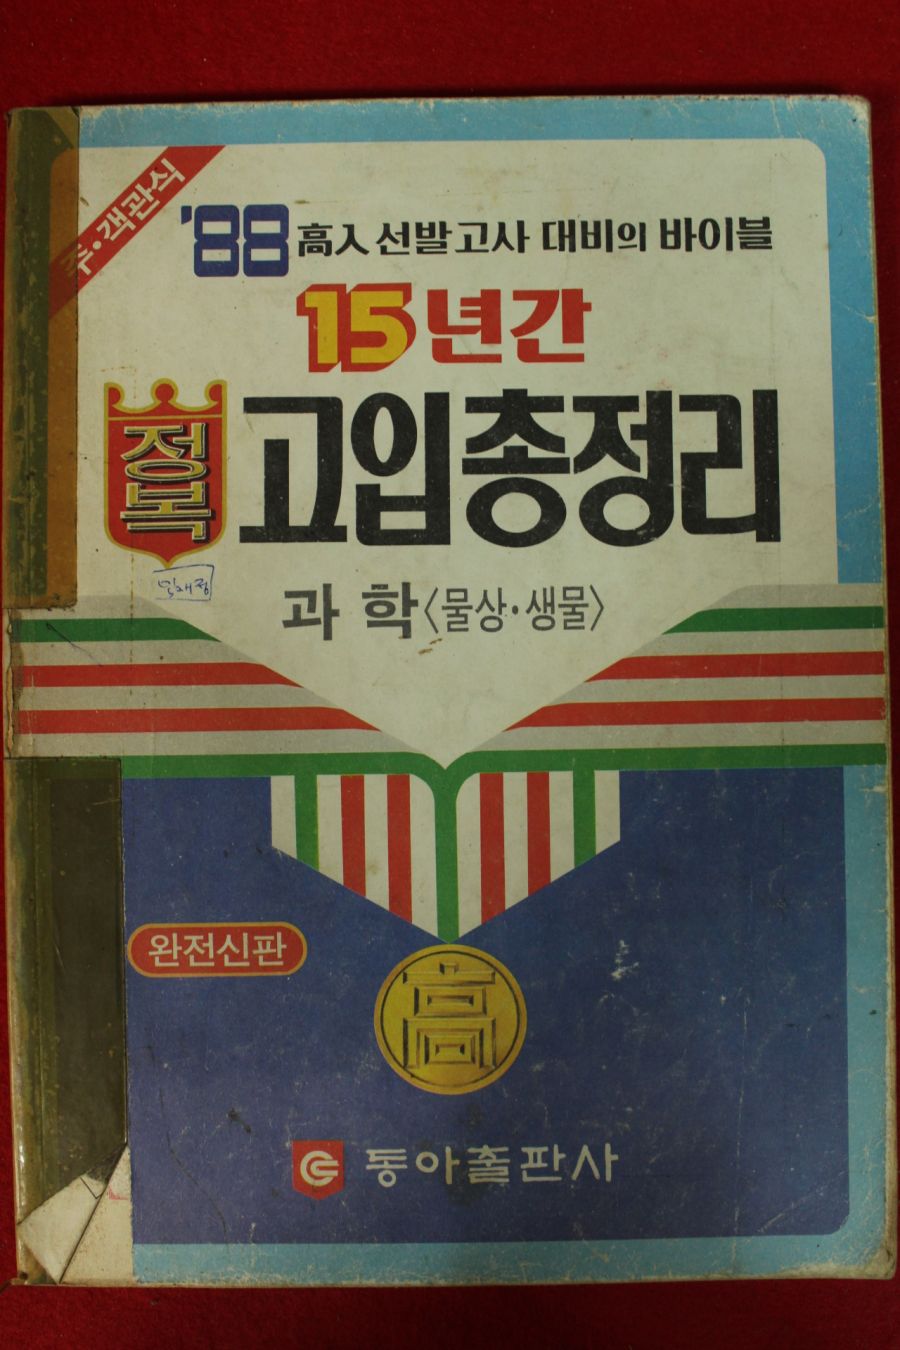 주·객관식
'88 高入 선발고사 대비의 바이블
15년간
정복
고입총정리
과학〈물상·생물〉
완전신판
高
동아출판사